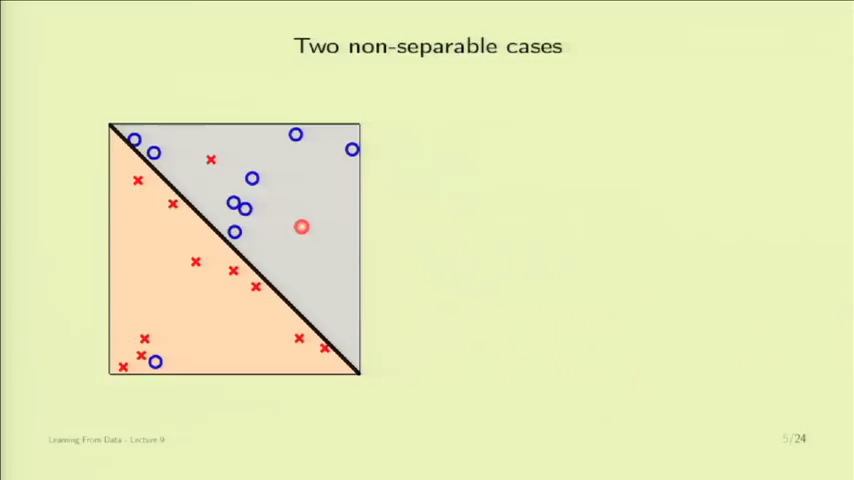 Two non-separable cases
Learning From Data - Lecture 9
5/24